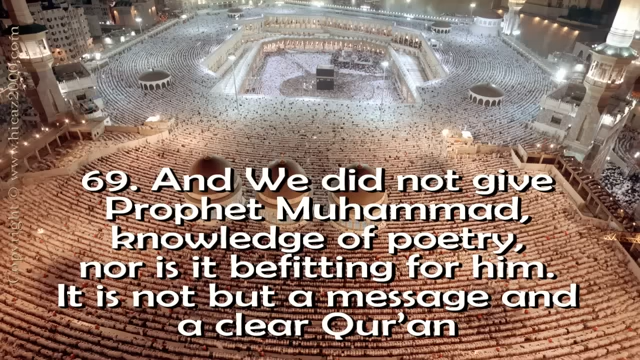 69. And We did not give
Prophet Muhammad,
knowledge of poetry,
nor is it befitting for him.
It is not but a message and
a clear Qur'an